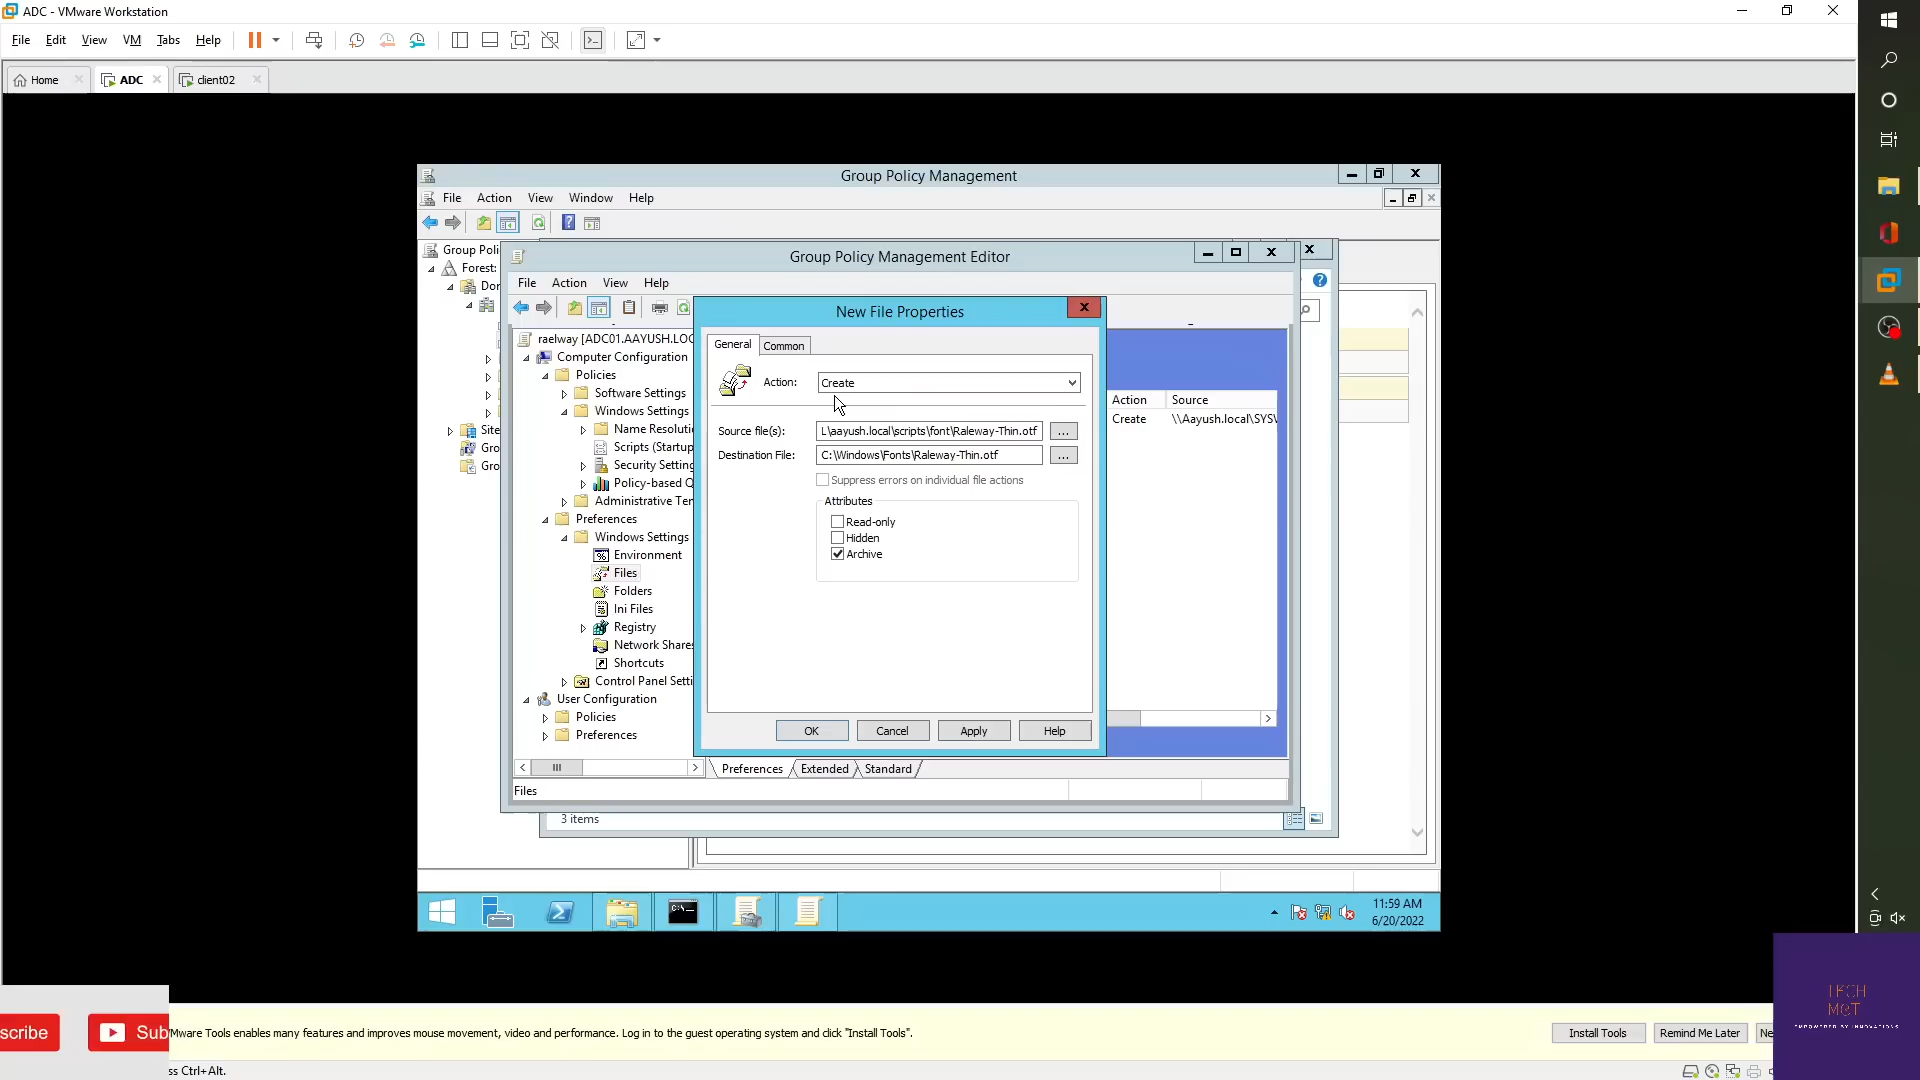 ADC - VMware Workstation
File Edit View VM Tabs Help
Home ADC client02
Group Policy Management
File Action View Window Help
Group Poli
Forest:
Dor
Site
Gro
Gro
Group Policy Management Editor
File Action View Help
raelway [ADC01.AAYUSH.LOC
Computer Configuration
Policies
Software Settings
Windows Settings
Name Resolutio
Scripts (Startup
Security Setting
Policy-based Q
Administrative Ter
Preferences
Windows Settings
Environment
Files
Folders
Ini Files
Registry
Network Shares
Shortcuts
Control Panel Setti
User Configuration
Policies
Preferences
New File Properties
General Common
Action: Create
Source file(s): L\aayush.local\scripts\font\Raleway-Thin.otf ...
Destination File: C:\Windows\Fonts\Raleway-Thin.otf ...
Suppress errors on individual file actions
Attributes
Read-only
Hidden
Archive
OK Cancel Apply Help
Action Source
Create \\Aayush.local\SYSV
Preferences Extended Standard
Files
3 items
11:59 AM
6/20/2022
scribe Sub
VMware Tools enables many features and improves mouse movement, video and performance. Log in to the guest operating system and click "Install Tools".
Install Tools Remind Me Later Ne
ss Ctrl+Alt.
TECH
M@T
EMPOWERED BY INNOVATIONS